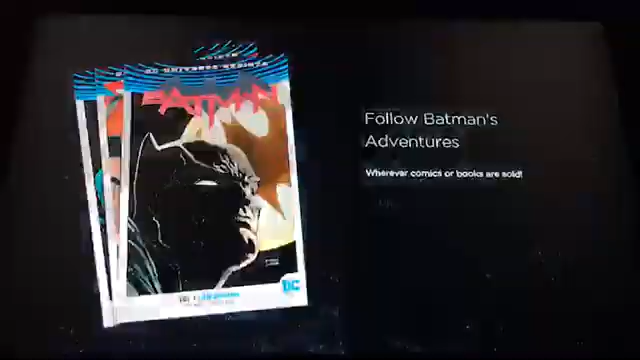 BATMAN
DC
Follow Batman's
Adventures
Wherever comics or books are sold!